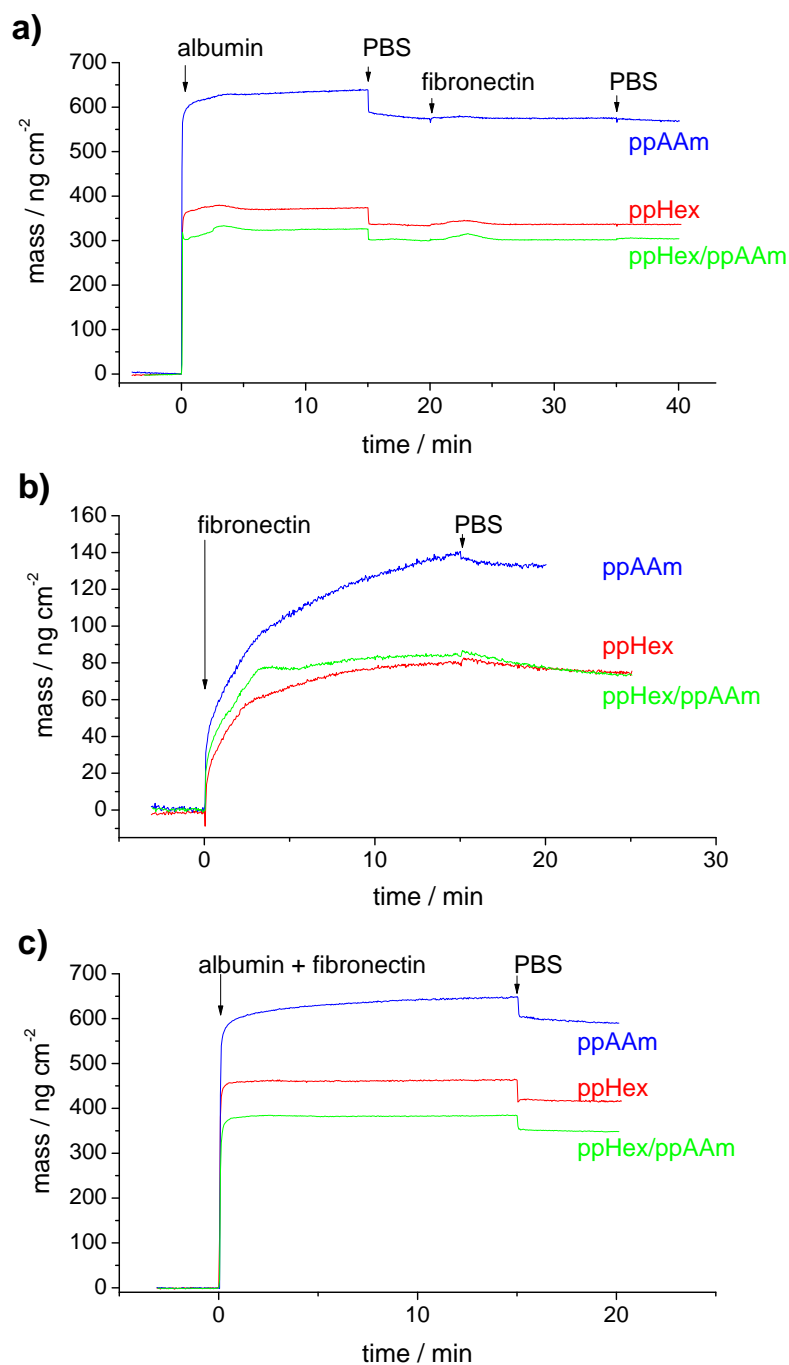 a)
albumin
PBS
fibronectin
PBS
700
600
500
400
300
200
100
0
mass / ng cm⁻²
ppAAm
ppHex
ppHex/ppAAm
0 10 20 30 40
time / min
b)
fibronectin
PBS
160
140
120
100
80
60
40
20
0
mass / ng cm⁻²
ppAAm
ppHex
ppHex/ppAAm
0 10 20 30
time / min
c)
albumin + fibronectin
PBS
700
600
500
400
300
200
100
0
mass / ng cm⁻²
ppAAm
ppHex
ppHex/ppAAm
0 10 20
time / min